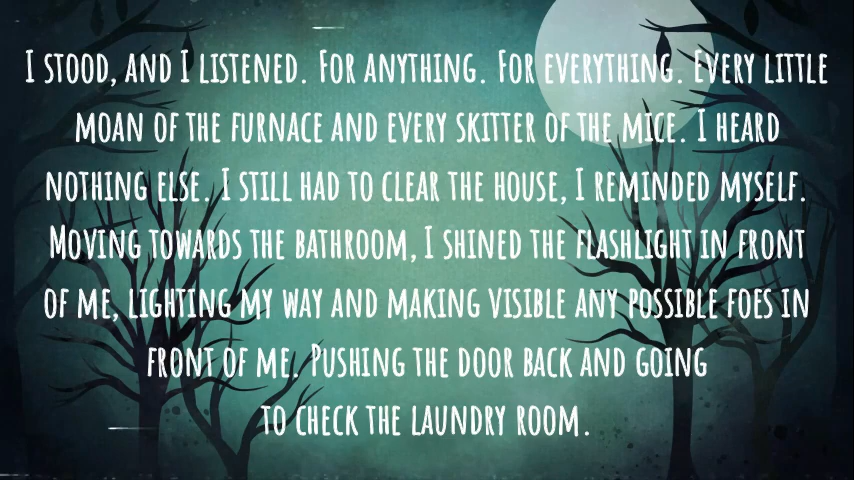 I STOOD, AND I LISTENED. FOR ANYTHING. FOR EVERYTHING. EVERY LITTLE
MOAN OF THE FURNACE AND EVERY SKITTER OF THE MICE. I HEARD
NOTHING ELSE. I STILL HAD TO CLEAR THE HOUSE, I REMINDED MYSELF.
MOVING TOWARDS THE BATHROOM, I SHINED THE FLASHLIGHT IN FRONT
OF ME, LIGHTING MY WAY AND MAKING VISIBLE ANY POSSIBLE FOES IN
FRONT OF ME. PUSHING THE DOOR BACK AND GOING
TO CHECK THE LAUNDRY ROOM.